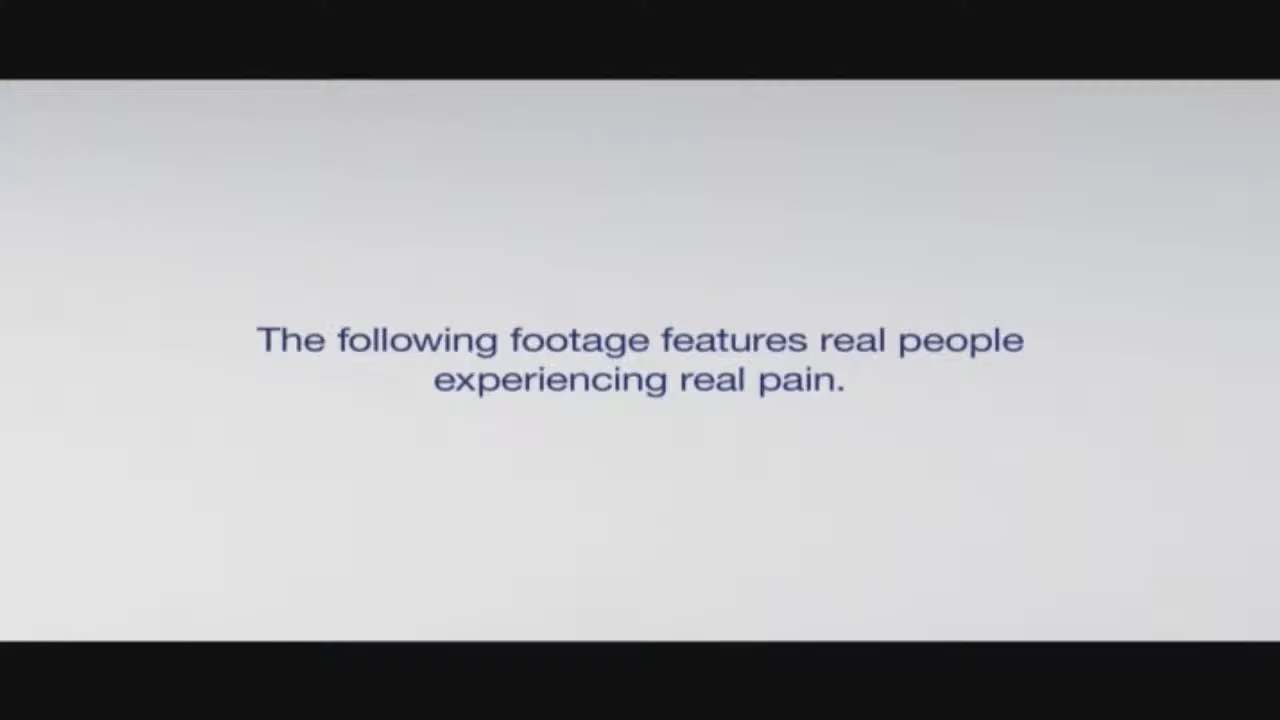 The following footage features real people
experiencing real pain.